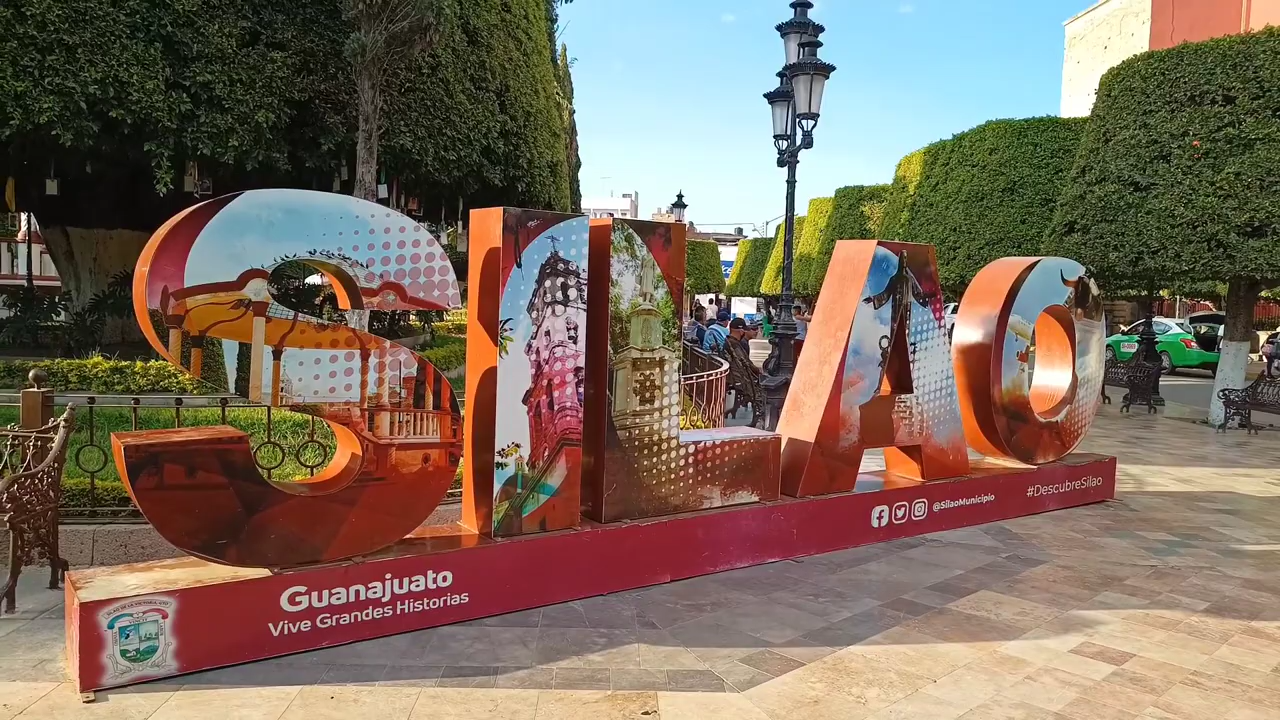 SILAO
Guanajuato
Vive Grandes Historias
@SilaoMunicipio
#DescubreSilao